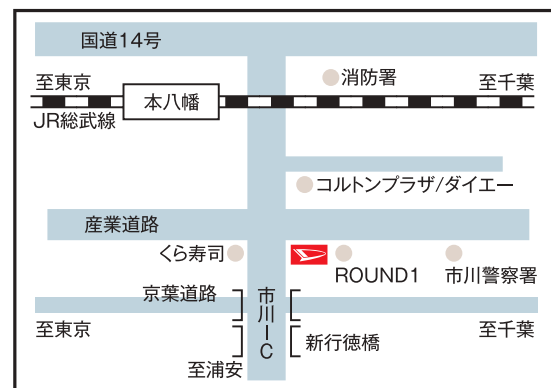 国道14号
消防署
至東京
至千葉
本八幡
JR総武線
コルトンプラザ/ダイエー
産業道路
くら寿司
ROUND1
市川警察署
京葉道路
市川IC
至東京
新行徳橋
至千葉
至浦安